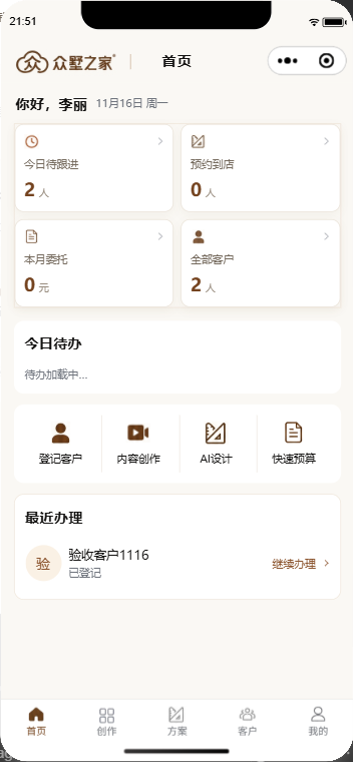 21:51
众墅之家 首页
你好，李丽 11月16日 周一
今日待跟进
2 人
预约到店
0 人
本月委托
0 元
全部客户
2 人
今日待办
待办加载中...
登记客户 内容创作 AI设计 快速预算
最近办理
验 验收客户1116 继续办理
已登记
首页 创作 方案 客户 我的